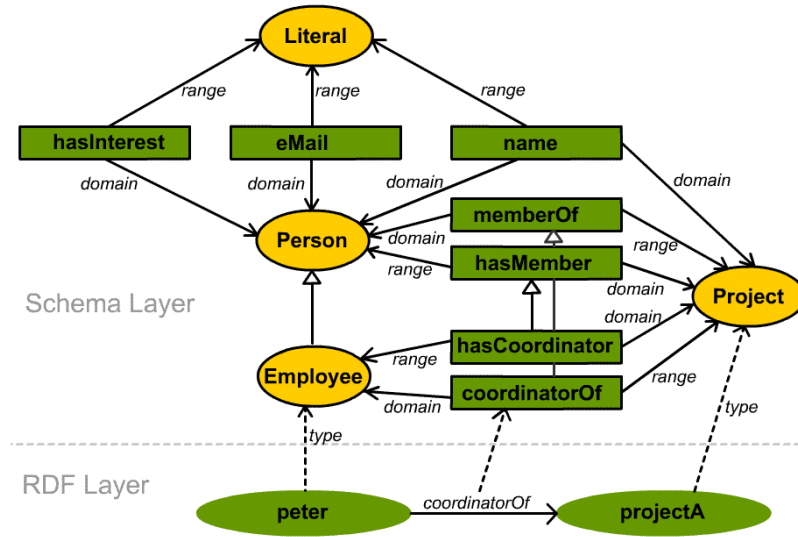 Literal
range
range
range
hasInterest
eMail
name
domain
domain
domain
domain
memberOf
Person
domain
range
hasMember
range
domain
Project
Schema Layer
domain
hasCoordinator
range
Employee
range
coordinatorOf
domain
type
type
RDF Layer
peter
coordinatorOf
projectA